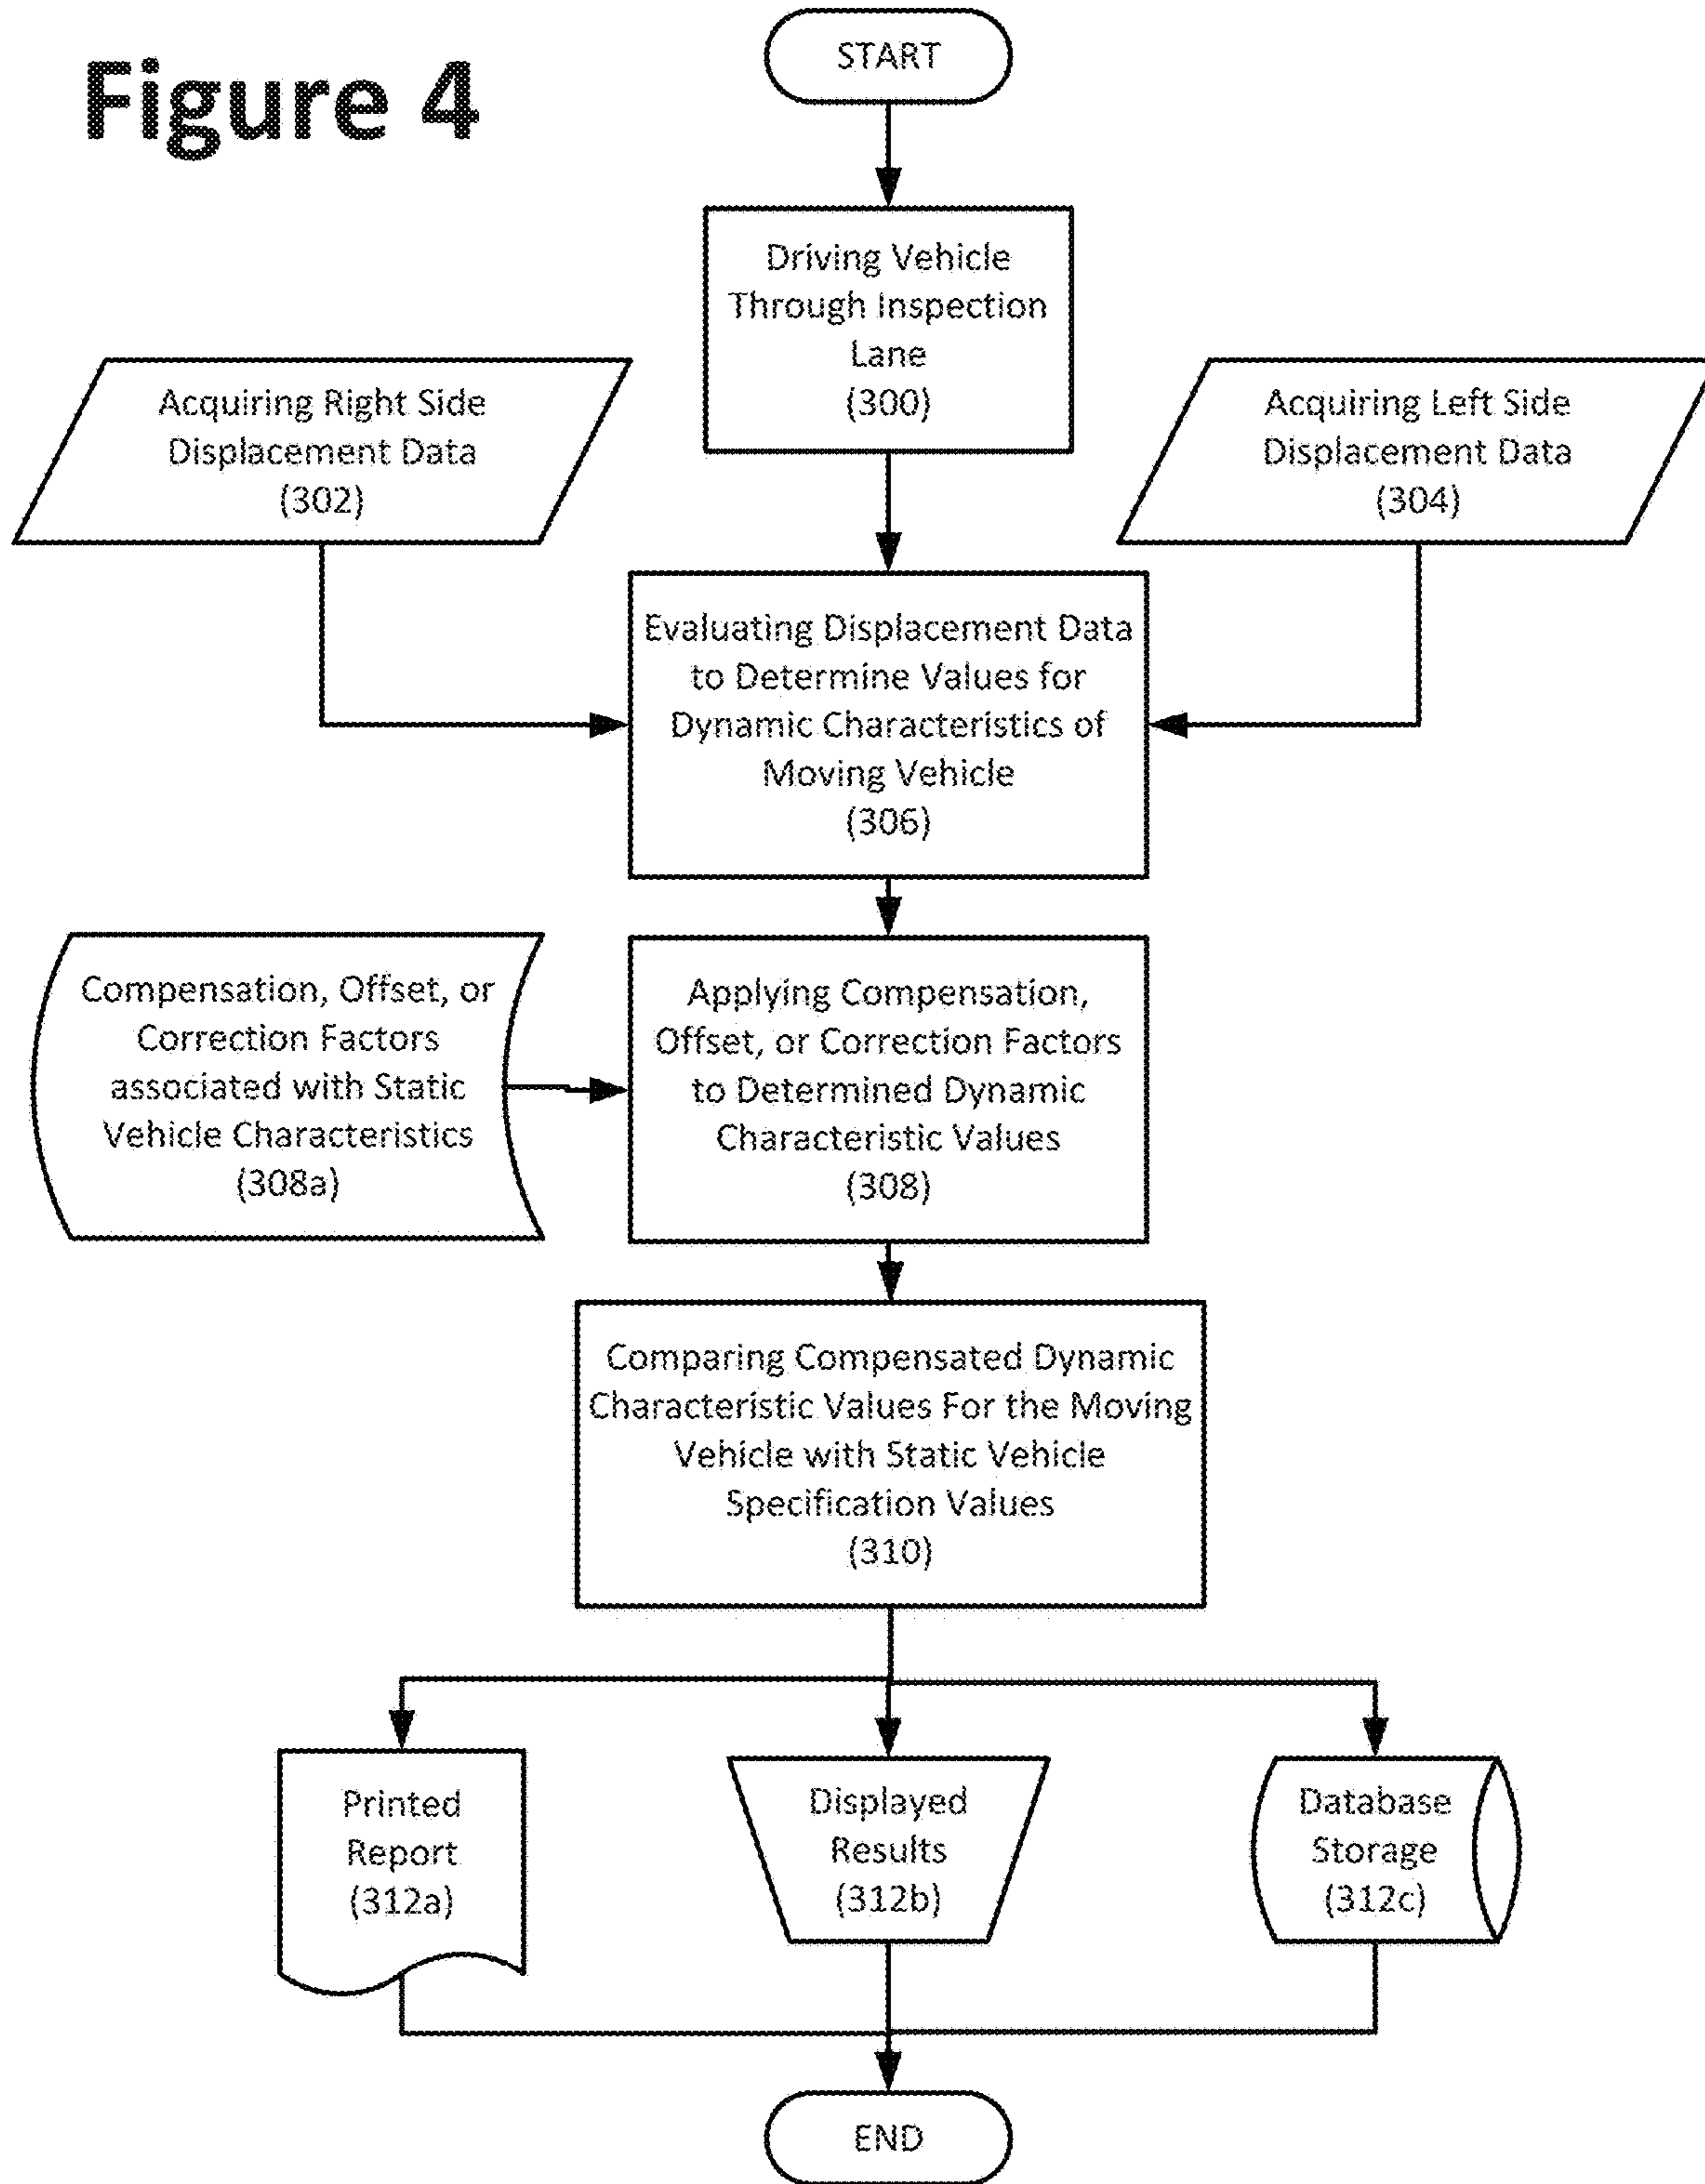 Figure 4
START
Driving Vehicle
Through Inspection
Lane
(300)
Acquiring Right Side
Displacement Data
(302)
Acquiring Left Side
Displacement Data
(304)
Evaluating Displacement Data
to Determine Values for
Dynamic Characteristics of
Moving Vehicle
(306)
Compensation, Offset, or
Correction Factors
associated with Static
Vehicle Characteristics
(308a)
Applying Compensation,
Offset, or Correction Factors
to Determined Dynamic
Characteristic Values
(308)
Comparing Compensated Dynamic
Characteristic Values For the Moving
Vehicle with Static Vehicle
Specification Values
(310)
Printed
Report
(312a)
Displayed
Results
(312b)
Database
Storage
(312c)
END